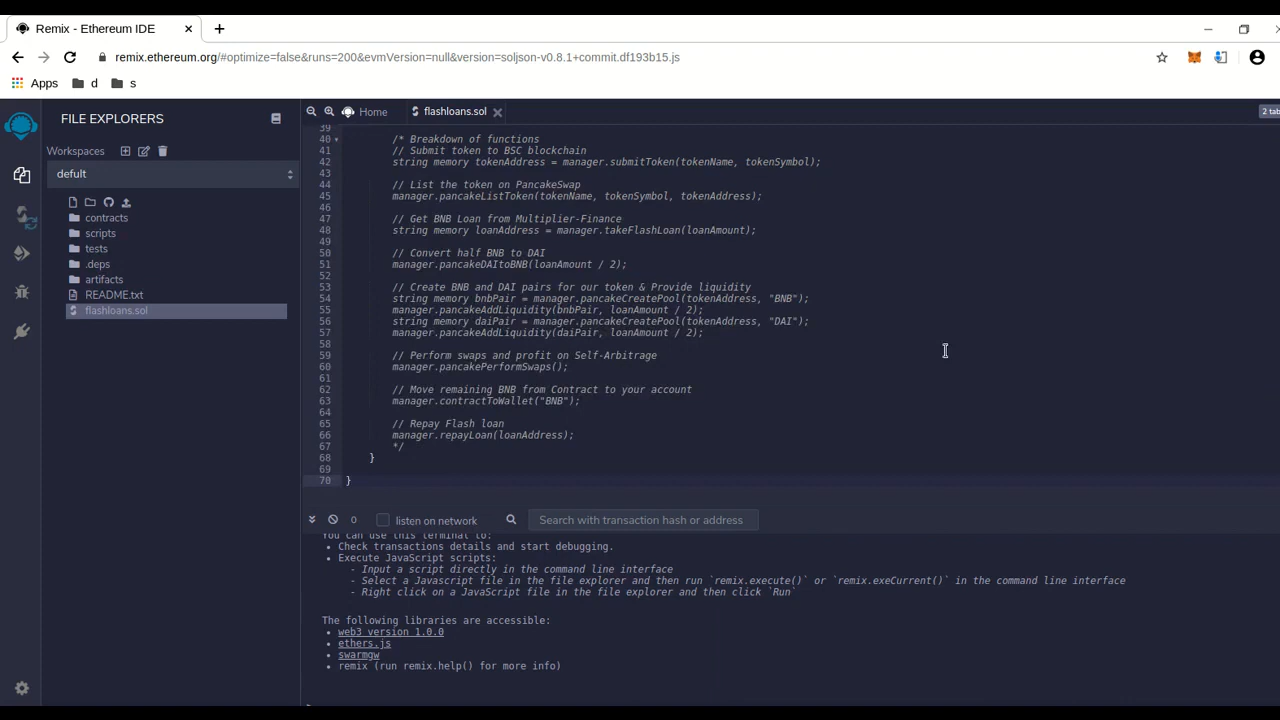 Remix - Ethereum IDE
remix.ethereum.org/#optimize=false&runs=200&evmVersion=null&version=soljson-v0.8.1+commit.df193b15.js
Apps d s
FILE EXPLORERS
Workspaces
defult
contracts
scripts
tests
.deps
artifacts
README.txt
flashloans.sol
Home flashloans.sol 2 tab
39
40 /* Breakdown of functions
41 // Submit token to BSC blockchain
42 string memory tokenAddress = manager.submitToken(tokenName, tokenSymbol);
43
44 // List the token on PancakeSwap
45 manager.pancakeListToken(tokenName, tokenSymbol, tokenAddress);
46
47 // Get BNB Loan from Multiplier-Finance
48 string memory loanAddress = manager.takeFlashLoan(loanAmount);
49
50 // Convert half BNB to DAI
51 manager.pancakeDAItoBNB(loanAmount / 2);
52
53 // Create BNB and DAI pairs for our token & Provide liquidity
54 string memory bnbPair = manager.pancakeCreatePool(tokenAddress, "BNB");
55 manager.pancakeAddLiquidity(bnbPair, loanAmount / 2);
56 string memory daiPair = manager.pancakeCreatePool(tokenAddress, "DAI");
57 manager.pancakeAddLiquidity(daiPair, loanAmount / 2);
58
59 // Perform swaps and profit on Self-Arbitrage
60 manager.pancakePerformSwaps();
61
62 // Move remaining BNB from Contract to your account
63 manager.contractToWallet("BNB");
64
65 // Repay Flash loan
66 manager.repayLoan(loanAddress);
67 */
68 }
69
70 }
0 listen on network Search with transaction hash or address
You can use this terminal to:
• Check transactions details and start debugging.
• Execute JavaScript scripts:
- Input a script directly in the command line interface
- Select a Javascript file in the file explorer and then run `remix.execute()` or `remix.exeCurrent()` in the command line interface
- Right click on a JavaScript file in the file explorer and then click `Run`
The following libraries are accessible:
• web3 version 1.0.0
• ethers.js
• swarmgw
• remix (run remix.help() for more info)